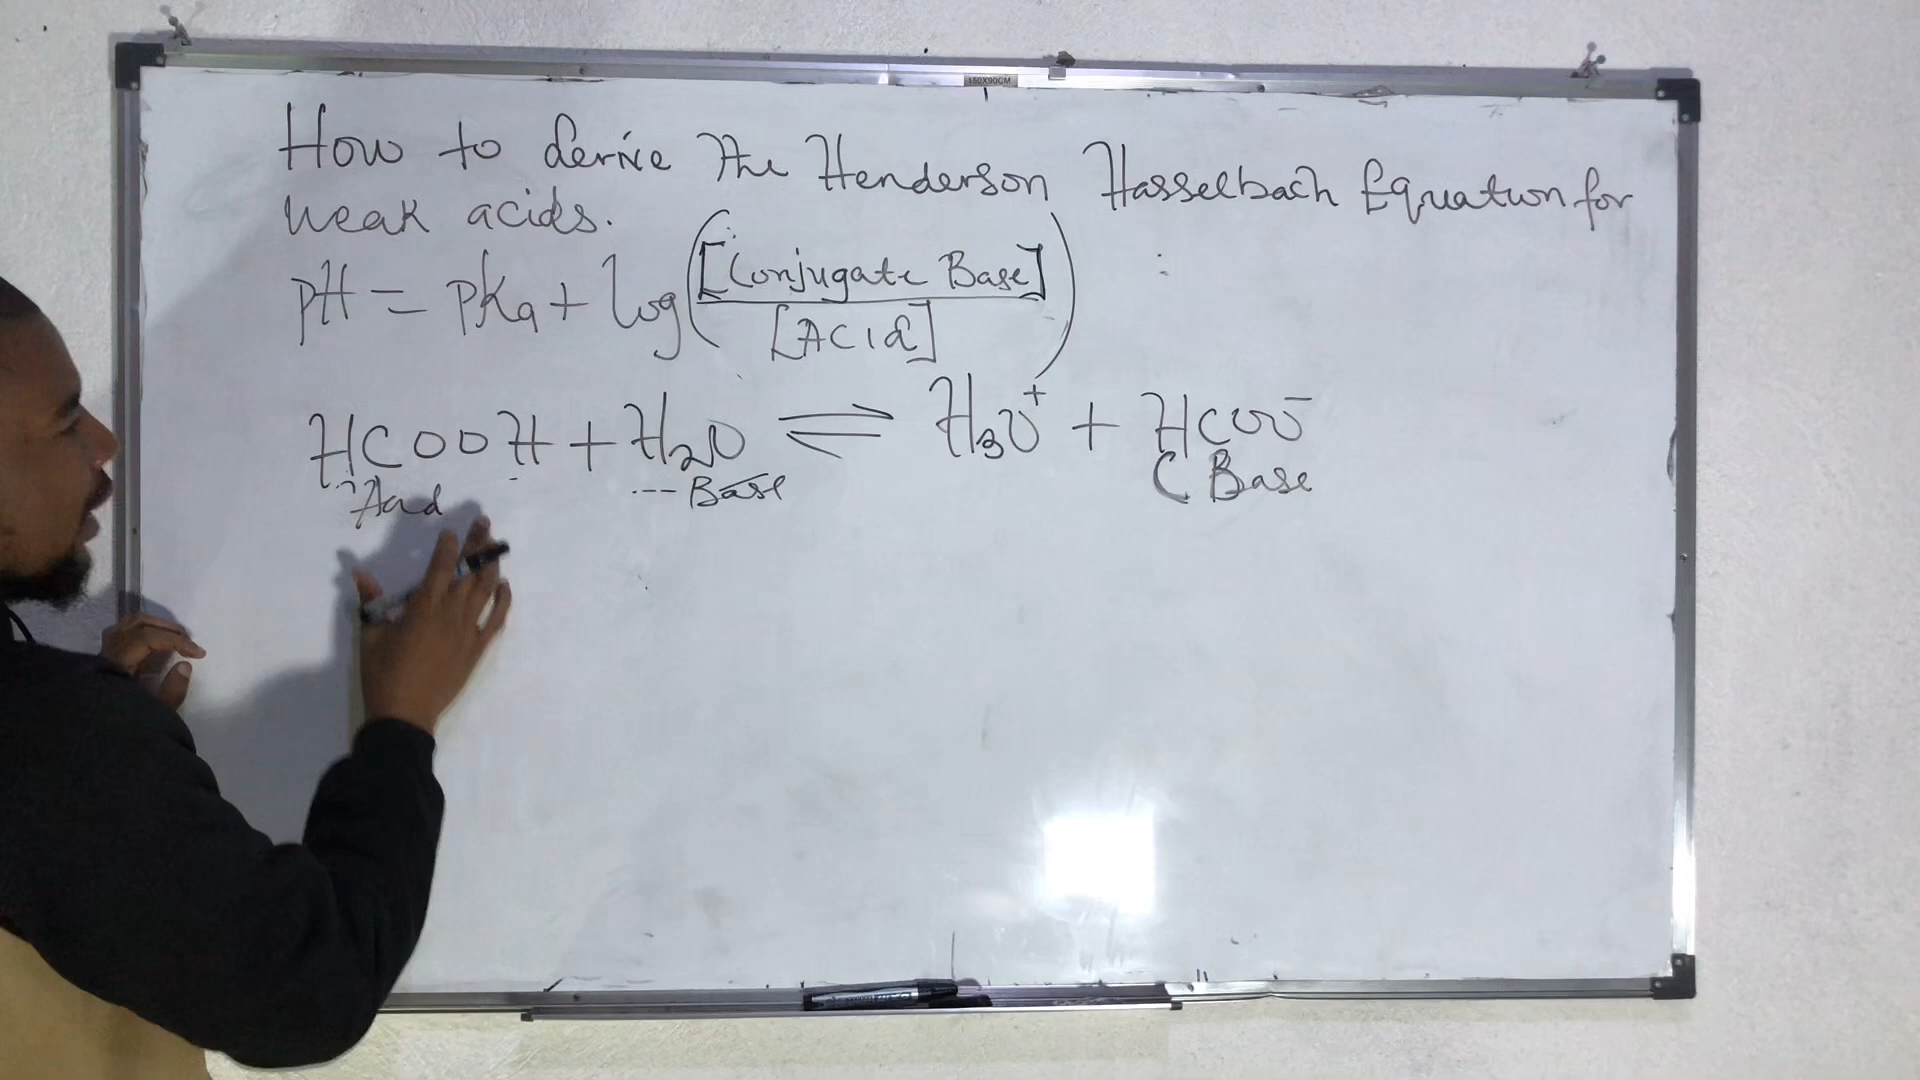 150X90CM
How to derive the Henderson Hasselbach Equation for
weak acids.
pH = pKa + log([Conjugate Base]/[Acid])
HCOOH + H₂O ⇌ H₃O⁺ + HCOO⁻
Acid Base C Base